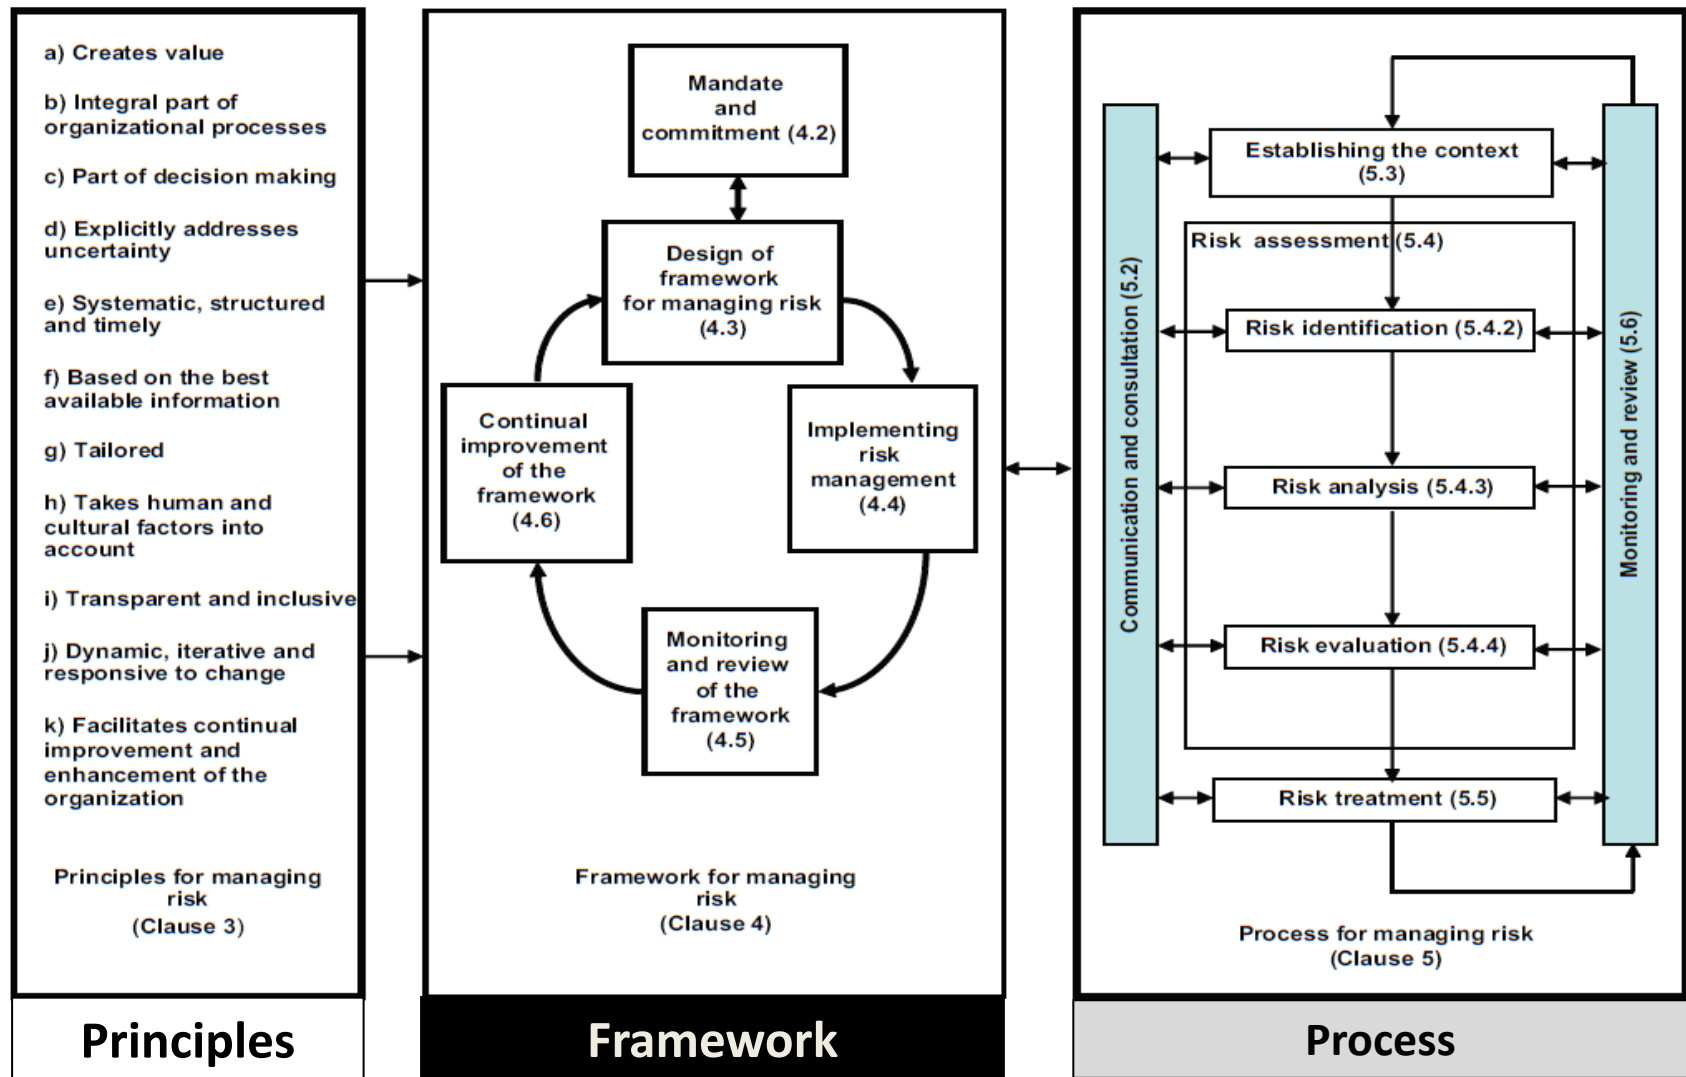 a) Creates value
b) Integral part of
organizational processes
c) Part of decision making
d) Explicitly addresses
uncertainty
e) Systematic, structured
and timely
f) Based on the best
available information
g) Tailored
h) Takes human and
cultural factors into
account
i) Transparent and inclusive
j) Dynamic, iterative and
responsive to change
k) Facilitates continual
improvement and
enhancement of the
organization
Principles for managing
risk
(Clause 3)
Principles
Mandate
and
commitment (4.2)
Design of
framework
for managing risk
(4.3)
Implementing
risk
management
(4.4)
Monitoring
and review
of the
framework
(4.5)
Continual
improvement
of the
framework
(4.6)
Framework for managing
risk
(Clause 4)
Framework
Communication and consultation (5.2)
Establishing the context
(5.3)
Risk assessment (5.4)
Risk identification (5.4.2)
Risk analysis (5.4.3)
Risk evaluation (5.4.4)
Risk treatment (5.5)
Monitoring and review (5.6)
Process for managing risk
(Clause 5)
Process